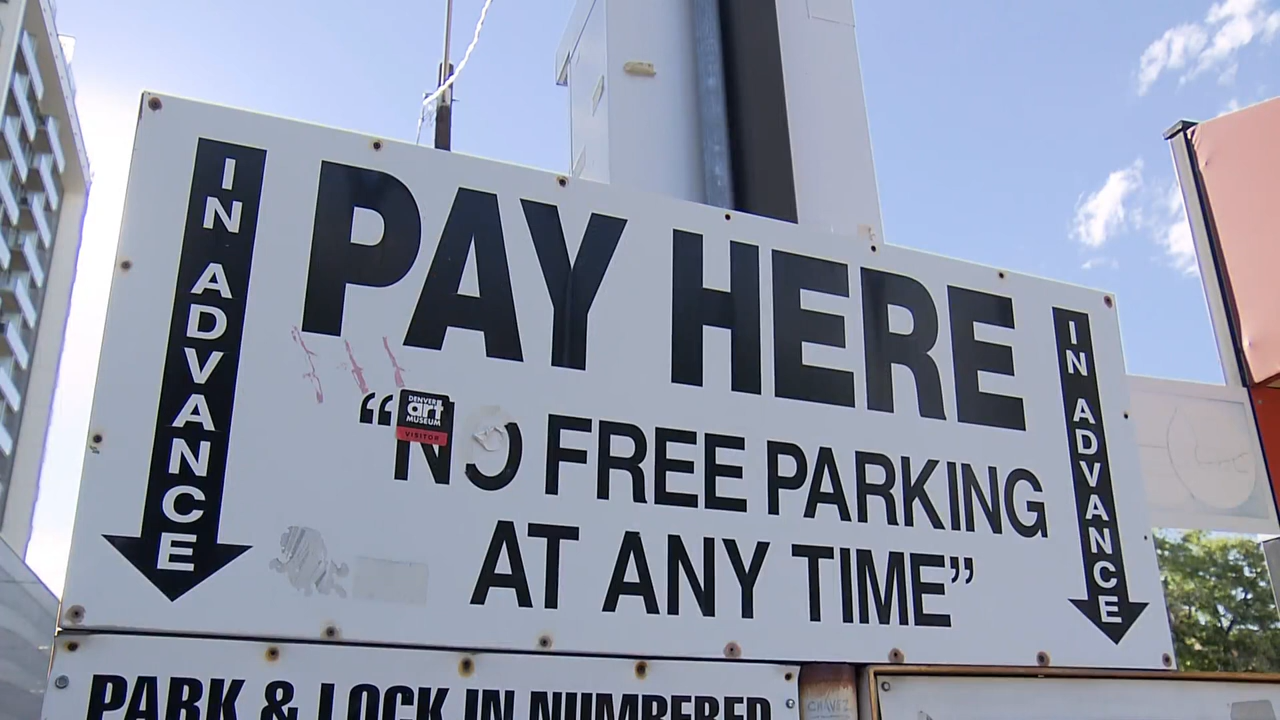 IN ADVANCE
PAY HERE
IN ADVANCE
DENVER
art
MUSEUM
VISITOR
“NO FREE PARKING
AT ANY TIME”
PARK & LOCK IN NUMBERED
CHAVEZ